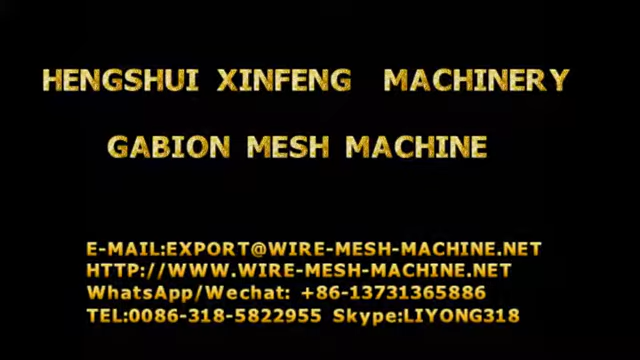 HENGSHUI XINFENG MACHINERY
GABION MESH MACHINE
E-MAIL:EXPORT@WIRE-MESH-MACHINE.NET
HTTP://WWW.WIRE-MESH-MACHINE.NET
WhatsApp/Wechat: +86-13731365886
TEL:0086-318-5822955 Skype:LIYONG318